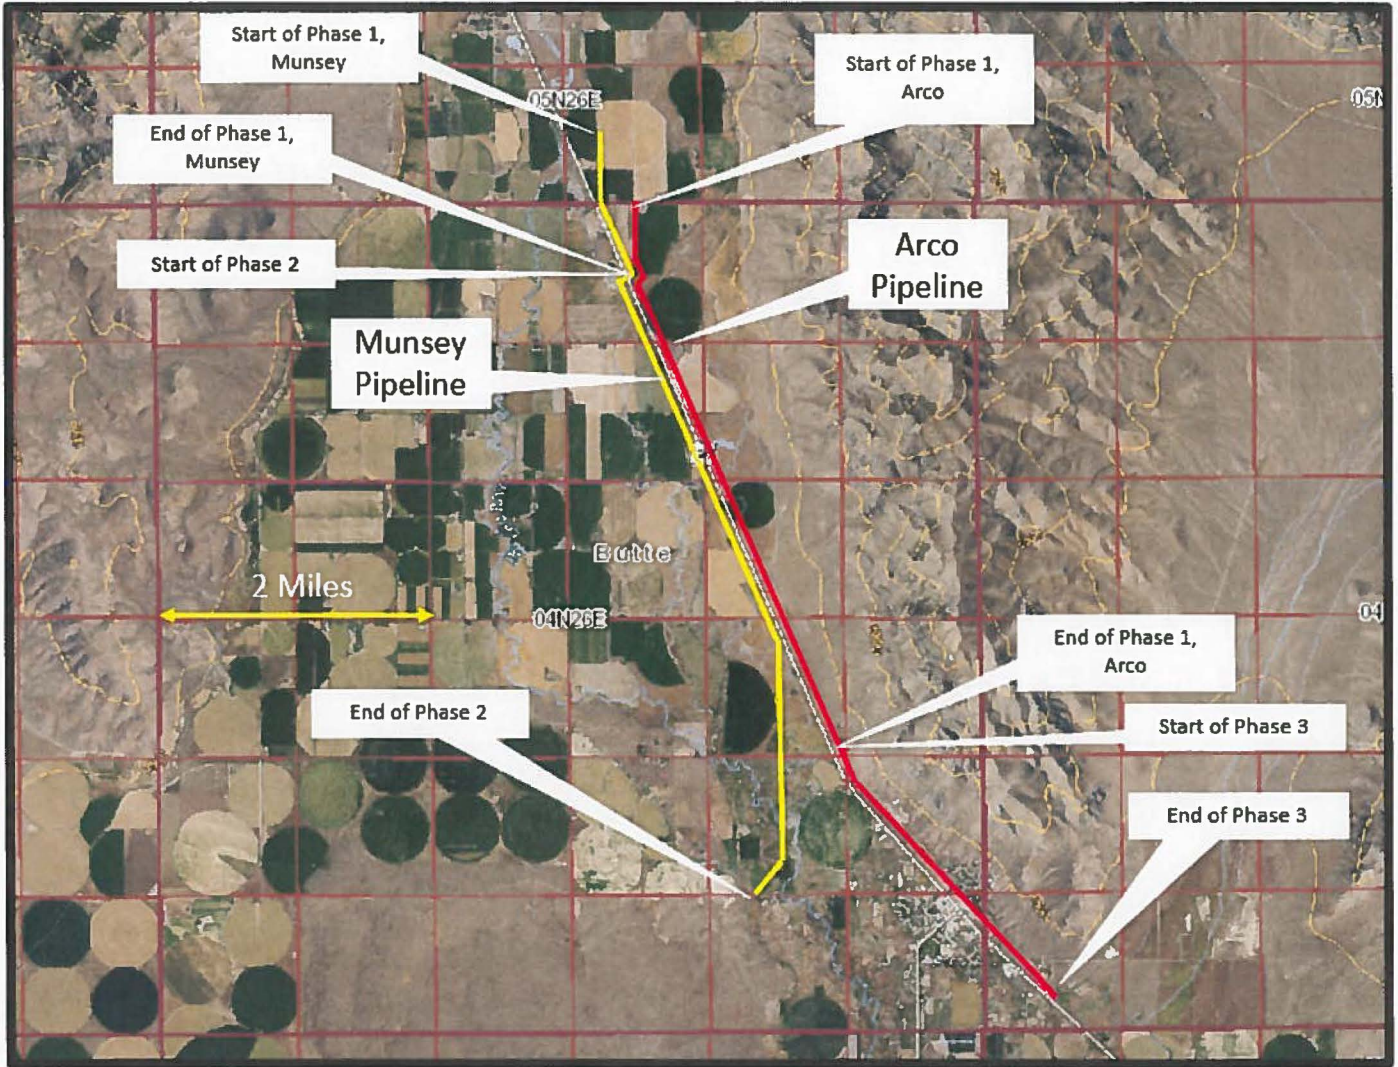 Start of Phase 1,
Munsey
05N26E
Start of Phase 1,
Arco
05N
End of Phase 1,
Munsey
Start of Phase 2
Arco
Pipeline
Munsey
Pipeline
Butte
2 Miles
04N26E
04
End of Phase 1,
Arco
End of Phase 2
Start of Phase 3
End of Phase 3